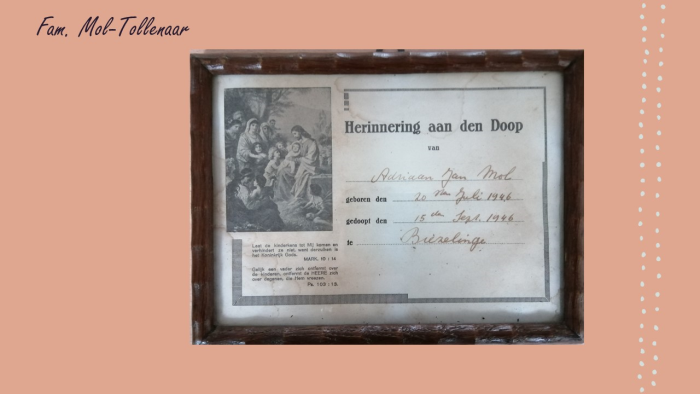 Fam. Mol-Tollenaar
Herinnering aan den Doop
van
Adriaan Jan Mol
geboren den 20 sten Juli 1946
gedoopt den 15 den Sept. 1946
te Biezelinge
Laat de kinderkens tot Mij komen en
verhindert ze niet, want derzulken is
het Koninkrijk Gods.
MARK. 10 : 14
Gelijk een vader zich ontfermt over
de kinderen, ontfermt de HEERE zich
over degenen, die Hem vreezen.
Ps. 103 : 13.